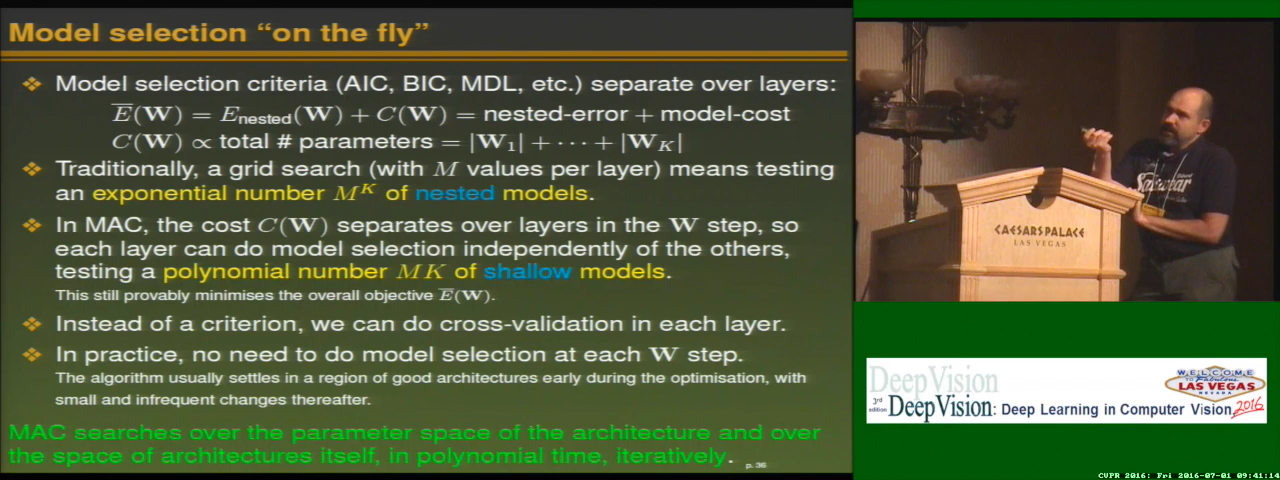 Model selection “on the fly”
❖ Model selection criteria (AIC, BIC, MDL, etc.) separate over layers:
E̅(W) = E_nested(W) + C(W) = nested-error + model-cost
C(W) ∝ total # parameters = |W₁| + ⋯ + |W_K|
❖ Traditionally, a grid search (with M values per layer) means testing
an exponential number M^K of nested models.
❖ In MAC, the cost C(W) separates over layers in the W step, so
each layer can do model selection independently of the others,
testing a polynomial number MK of shallow models.
This still provably minimises the overall objective E̅(W).
❖ Instead of a criterion, we can do cross-validation in each layer.
❖ In practice, no need to do model selection at each W step.
The algorithm usually settles in a region of good architectures early during the optimisation, with
small and infrequent changes thereafter.
MAC searches over the parameter space of the architecture and over
the space of architectures itself, in polynomial time, iteratively.
p. 36
CAESARS PALACE
LAS VEGAS
DeepVision
WELCOME
TO Fabulous
LAS VEGAS
NEVADA
3rd
edition
DeepVision: Deep Learning in Computer Vision 2016
CVPR 2016: Fri 2016-07-01 09:41:14